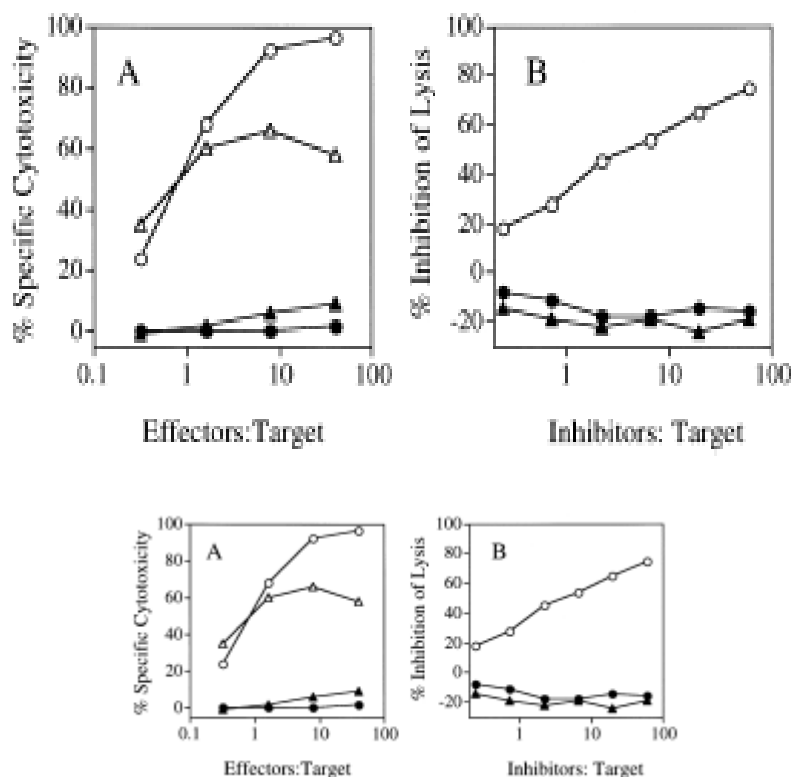 100
80
60
40
20
0
% Specific Cytotoxicity
A
0.1 1 10 100
Effectors:Target
100
80
60
40
20
0
-20
% Inhibition of Lysis
B
1 10 100
Inhibitors: Target
100
80
60
40
20
0
% Specific Cytotoxicity
A
0.1 1 10 100
Effectors:Target
100
80
60
40
20
0
-20
% Inhibition of Lysis
B
1 10 100
Inhibitors: Target